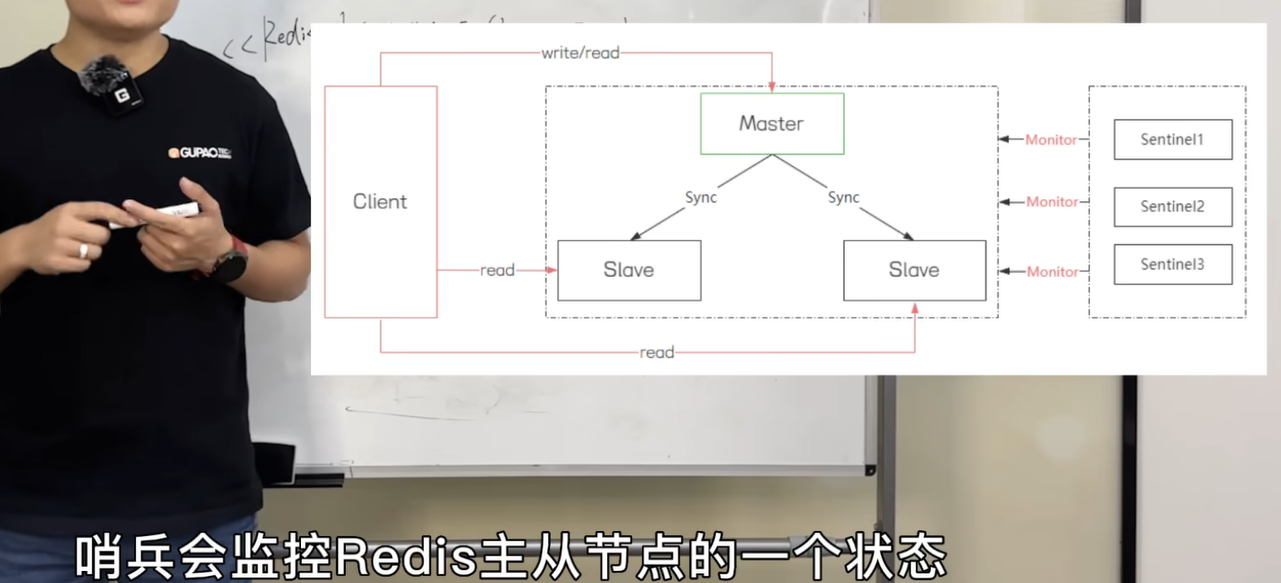 <<Redis
write/read
Master
Sentinel1
Monitor
GUPAO TECH
Client
Sync
Sync
Sentinel2
Monitor
read
Slave
Slave
Sentinel3
Monitor
read
哨兵会监控Redis主从节点的一个状态